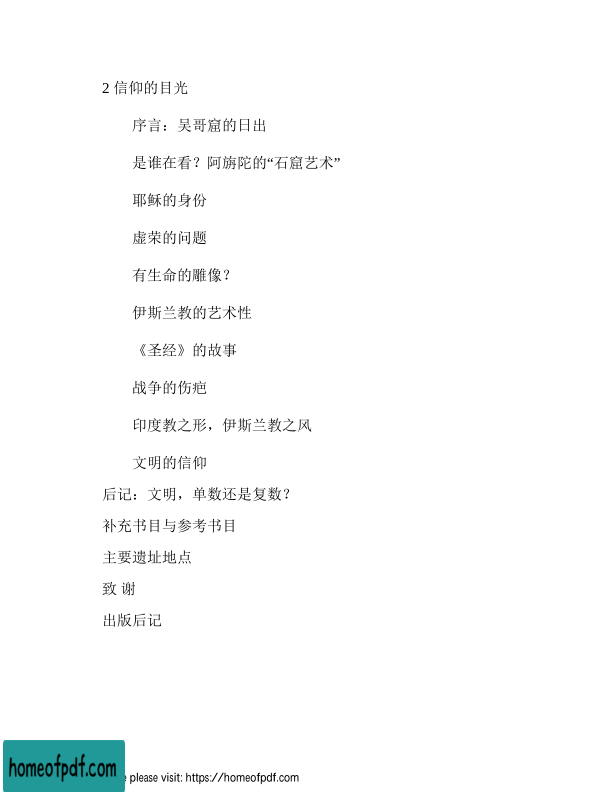 2 信仰的目光
序言：吴哥窟的日出
是谁在看？阿旃陀的“石窟艺术”
耶稣的身份
虚荣的问题
有生命的雕像？
伊斯兰教的艺术性
《圣经》的故事
战争的伤疤
印度教之形，伊斯兰教之风
文明的信仰
后记：文明，单数还是复数？
补充书目与参考书目
主要遗址地点
致 谢
出版后记
homeofpdf.com
please visit: https://homeofpdf.com